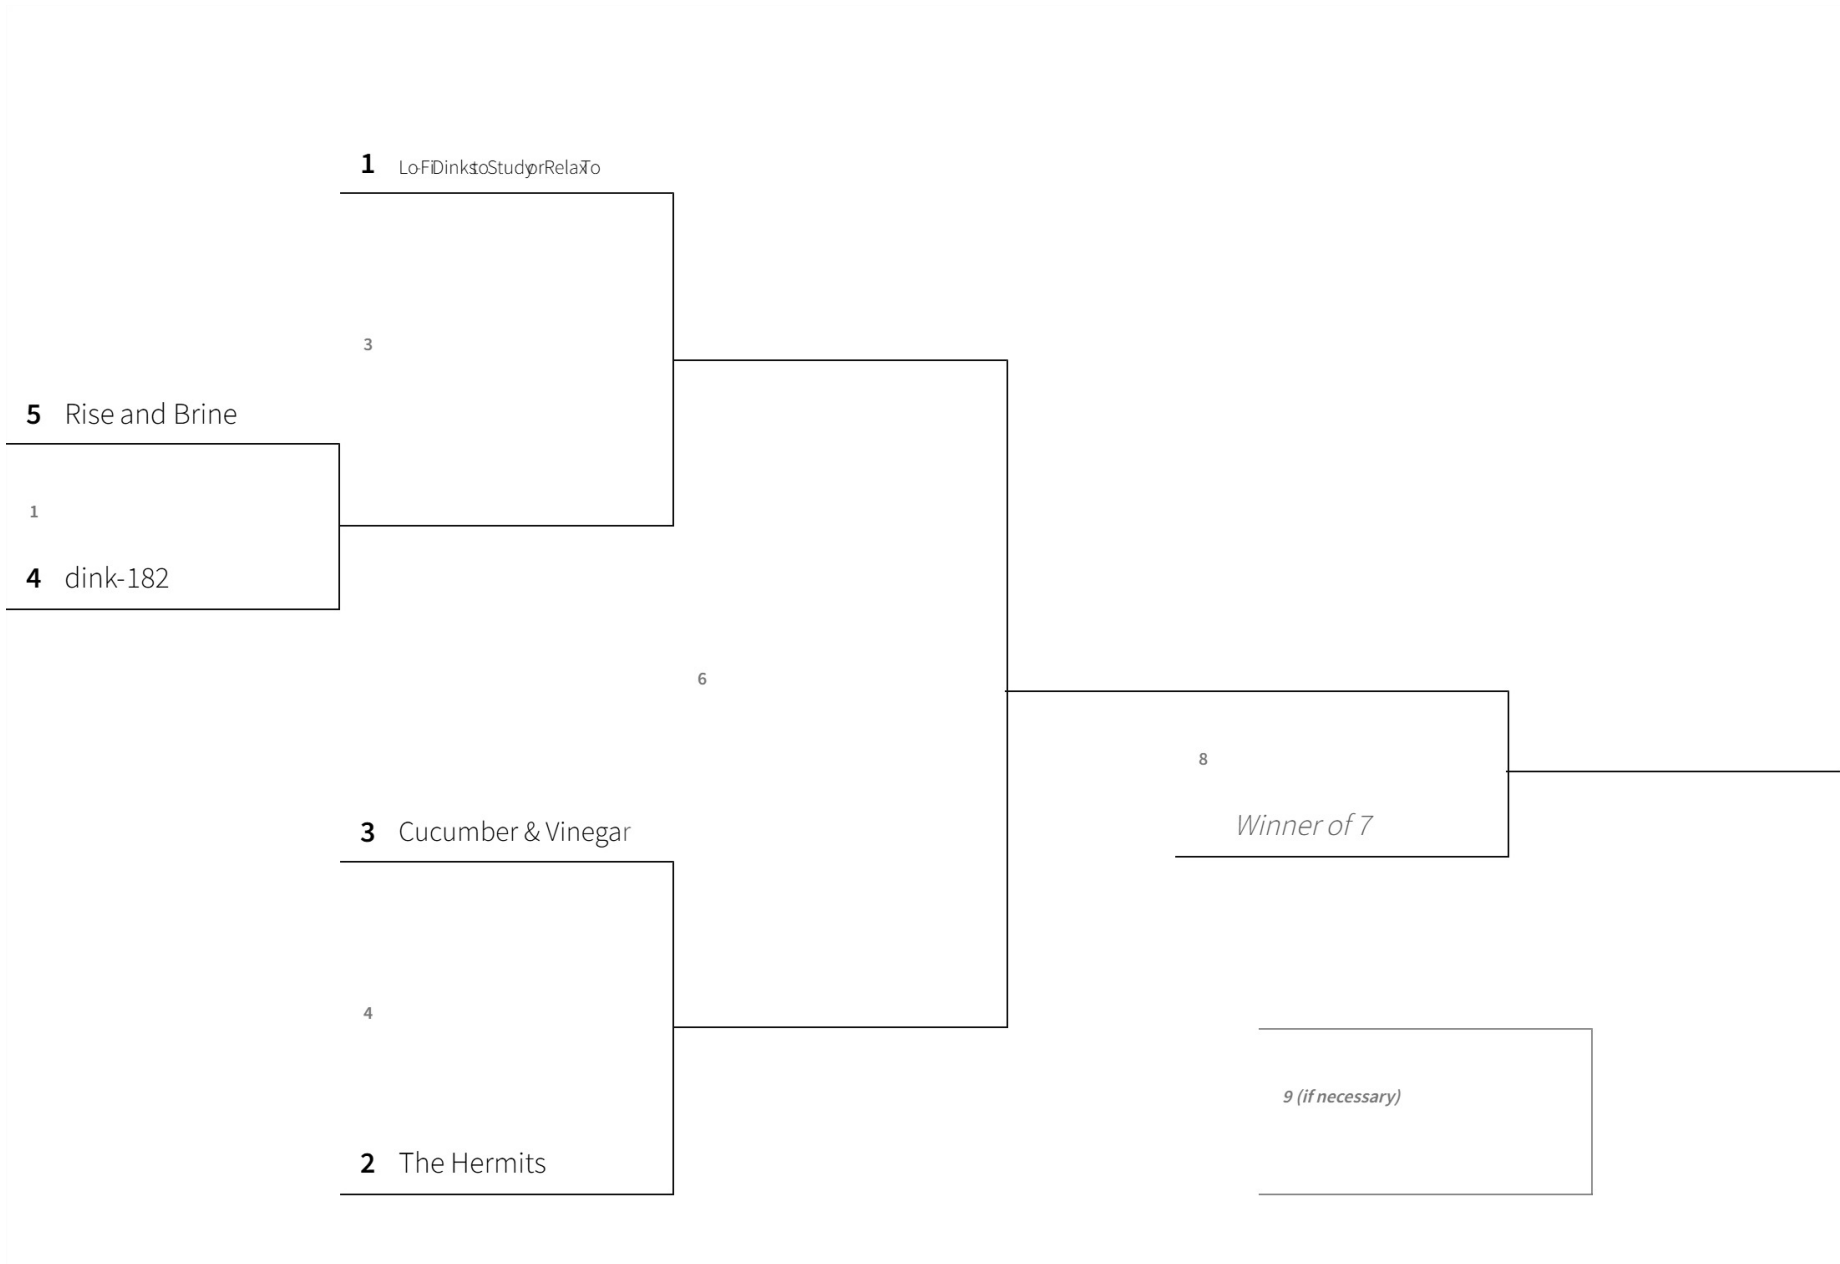 1 Lo-Fi Dinks to Study or Relax To
3
5 Rise and Brine
1
4 dink-182
6
8
Winner of 7
3 Cucumber & Vinegar
4
9 (if necessary)
2 The Hermits